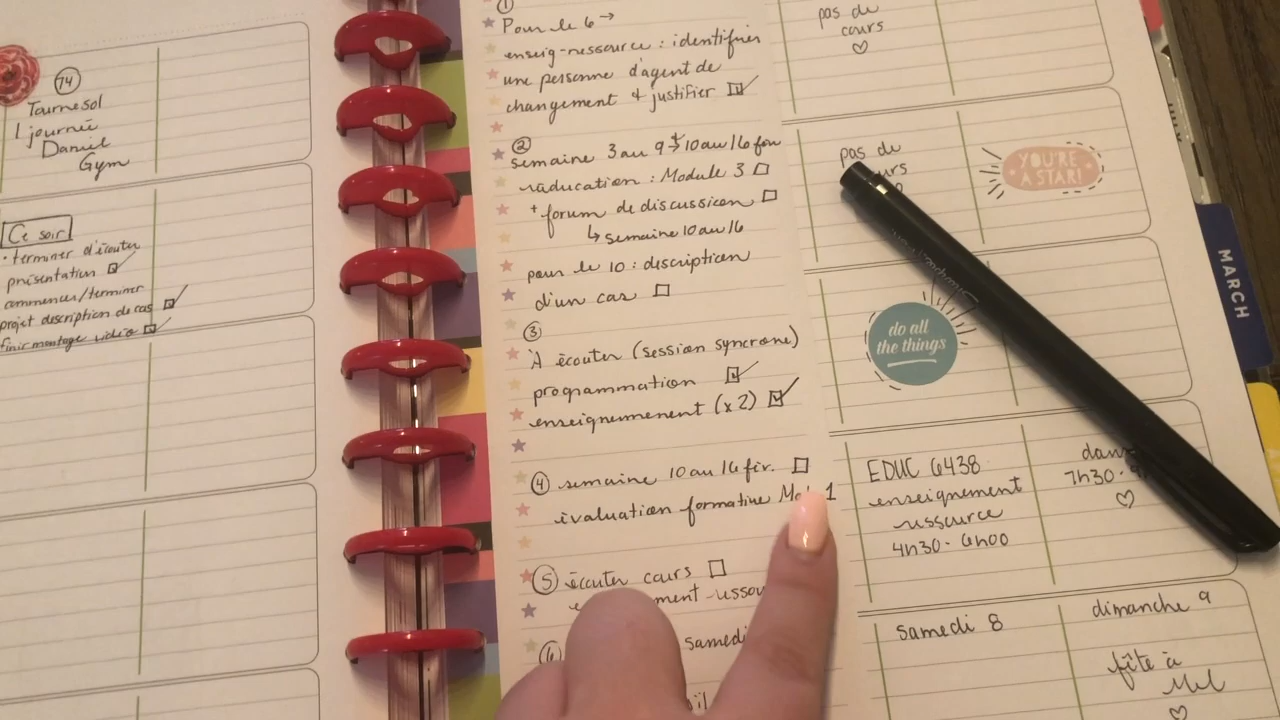 74
Tournesol
1 journée
Daniel
Gym
Ce soir
• terminer d'écouter
présentation
commencer/terminer
projet description de cas
finir montage vidéo
①
Pour le 6 →
enseig-ressource : identifier
une personne d'agent de
changement + justifier
②
semaine 3 au 9 → 10 au 16 fev
: Module 3
+ forum de discussion
↳ semaine 10 au 16
pour le 10 : description
d'un cas
③
À écouter (session syncrone)
programmation
enseignement (x2)
④ semaine 10 au 16 fév.
évaluation formative 1
⑤ écouter cours
samedi
pas de
cours
♡
pas de
YOU'RE
A STAR!
do all
the things
MARCH
EDUC 6438
enseignement
ressource
4h30 - 6h00
7h30
♡
samedi 8
dimanche 9
fête à
Mel
♡